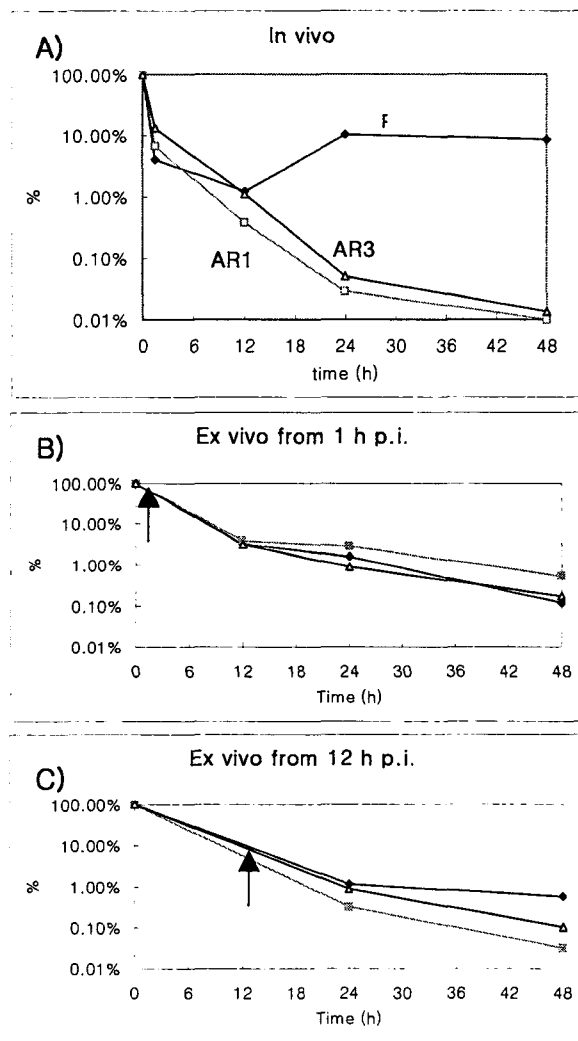 A)
In vivo
100.00%
10.00%
1.00%
0.10%
0.01%
%
F
AR3
AR1
0 6 12 18 24 30 36 42 48
time (h)
B)
Ex vivo from 1 h p.i.
100.00%
10.00%
1.00%
0.10%
0.01%
%
0 6 12 18 24 30 36 42 48
Time (h)
C)
Ex vivo from 12 h p.i.
100.00%
10.00%
1.00%
0.10%
0.01%
%
0 6 12 18 24 30 36 42 48
Time (h)